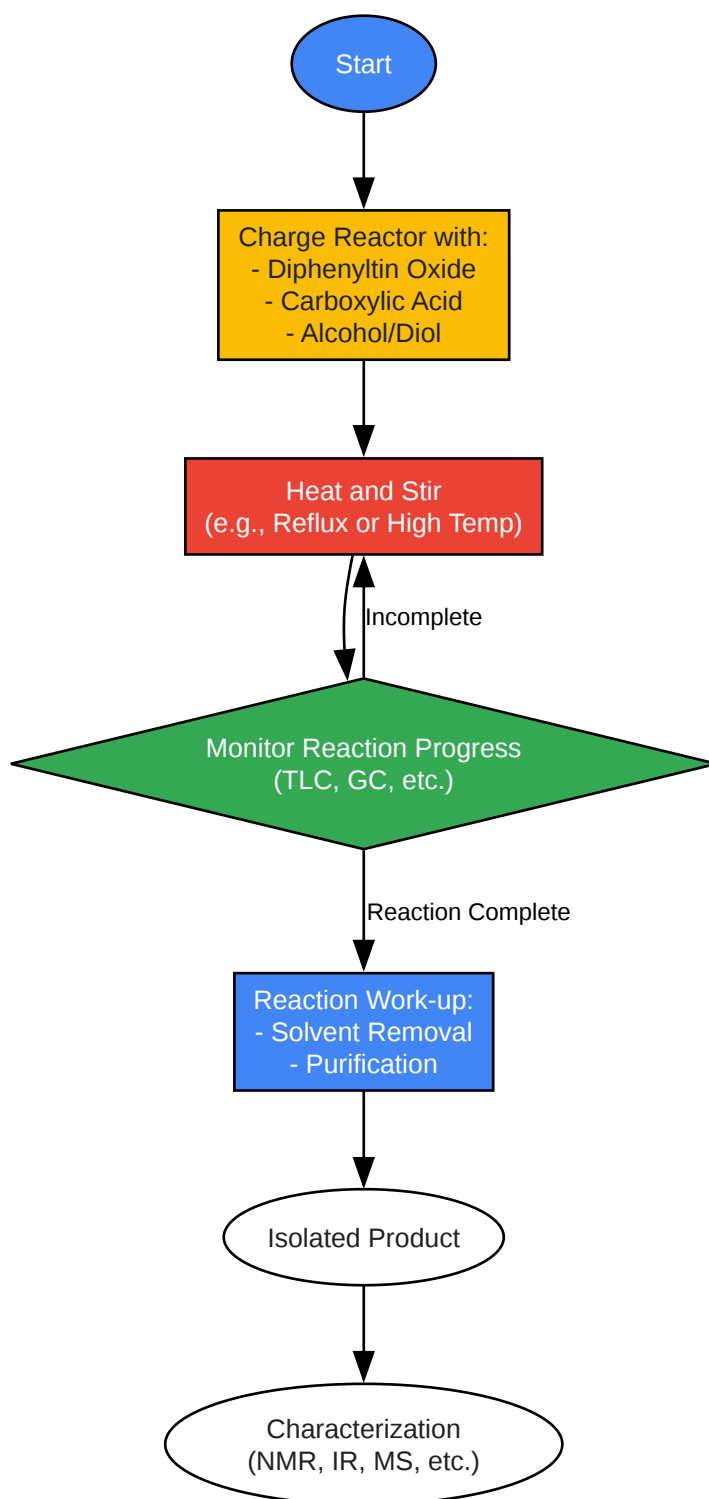 Start
Charge Reactor with:
- Diphenyltin Oxide
- Carboxylic Acid
- Alcohol/Diol
Heat and Stir
(e.g., Reflux or High Temp)
Incomplete
Monitor Reaction Progress
(TLC, GC, etc.)
Reaction Complete
Reaction Work-up:
- Solvent Removal
- Purification
Isolated Product
Characterization
(NMR, IR, MS, etc.)